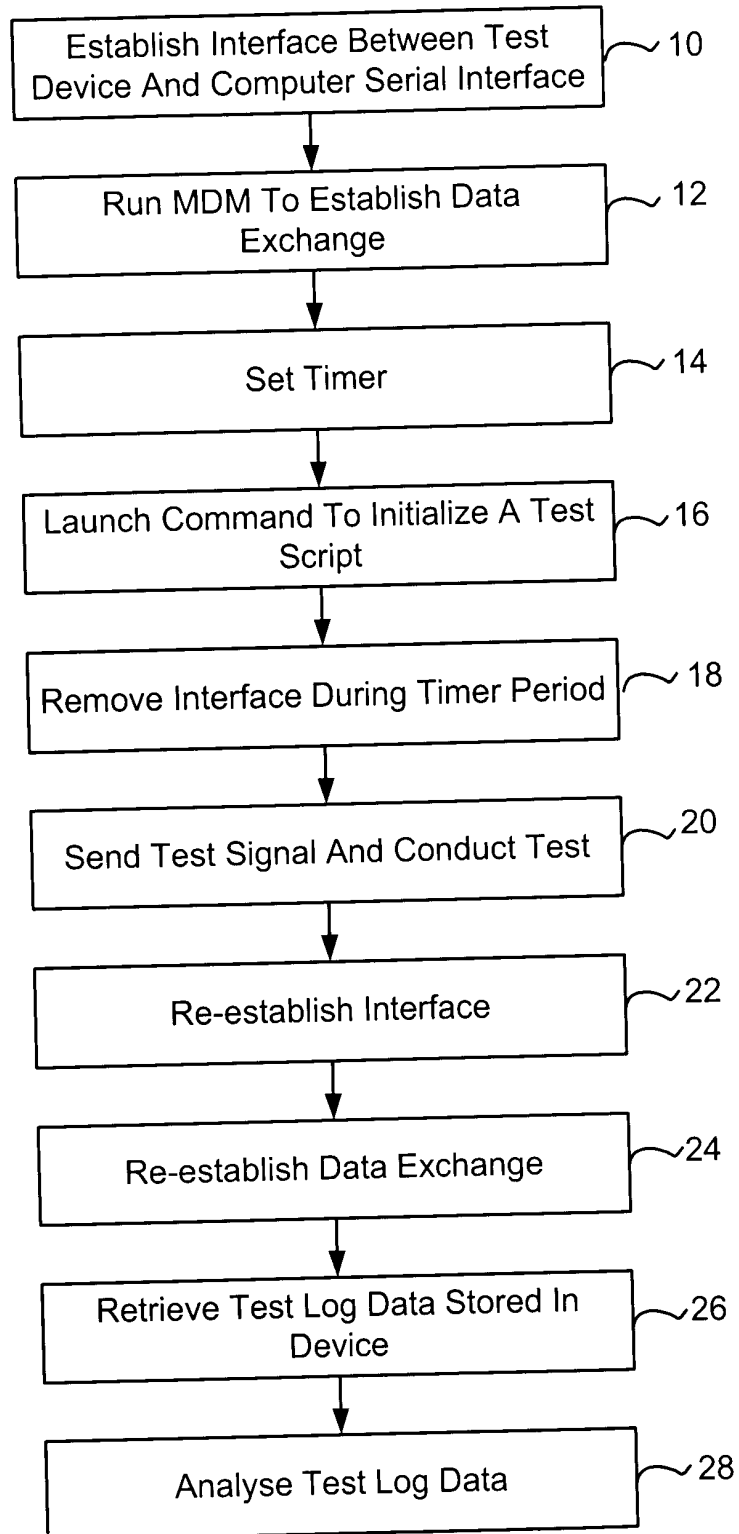 Establish Interface Between Test
Device And Computer Serial Interface
10
Run MDM To Establish Data
Exchange
12
Set Timer
14
Launch Command To Initialize A Test
Script
16
Remove Interface During Timer Period
18
Send Test Signal And Conduct Test
20
Re-establish Interface
22
Re-establish Data Exchange
24
Retrieve Test Log Data Stored In
Device
26
Analyse Test Log Data
28